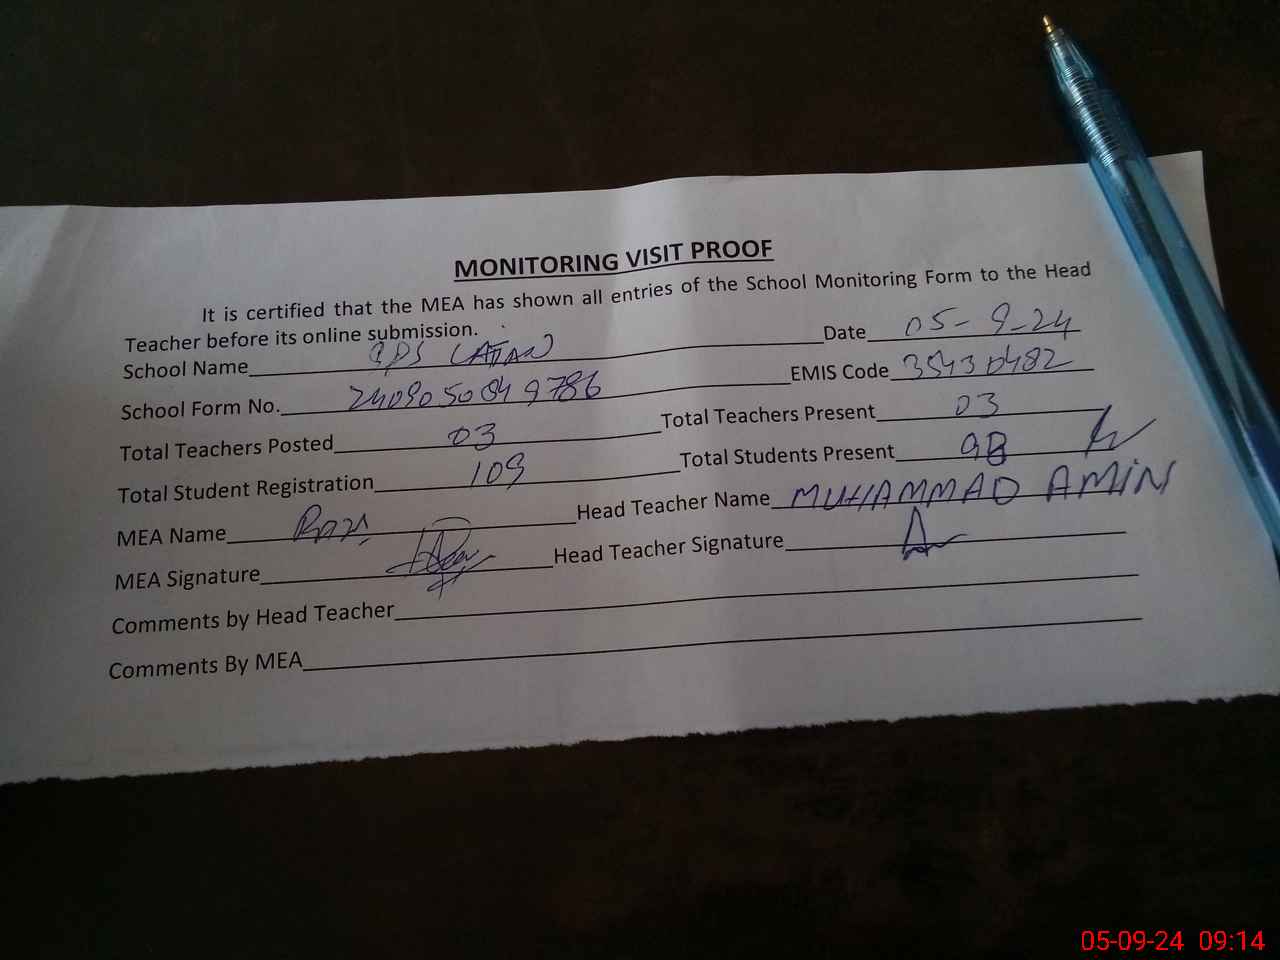 MONITORING VISIT PROOF
It is certified that the MEA has shown all entries of the School Monitoring Form to the Head
Teacher before its online submission.
Date 05-9-24
School Name GPS LATAN
School Form No. 2409050849786 EMIS Code 35430482
Total Teachers Posted 03 Total Teachers Present 03
Total Student Registration 109 Total Students Present 98
MEA Name Head Teacher Name MUHAMMAD AMIN
MEA Signature Head Teacher Signature
Comments by Head Teacher
Comments By MEA
05-09-24 09:14